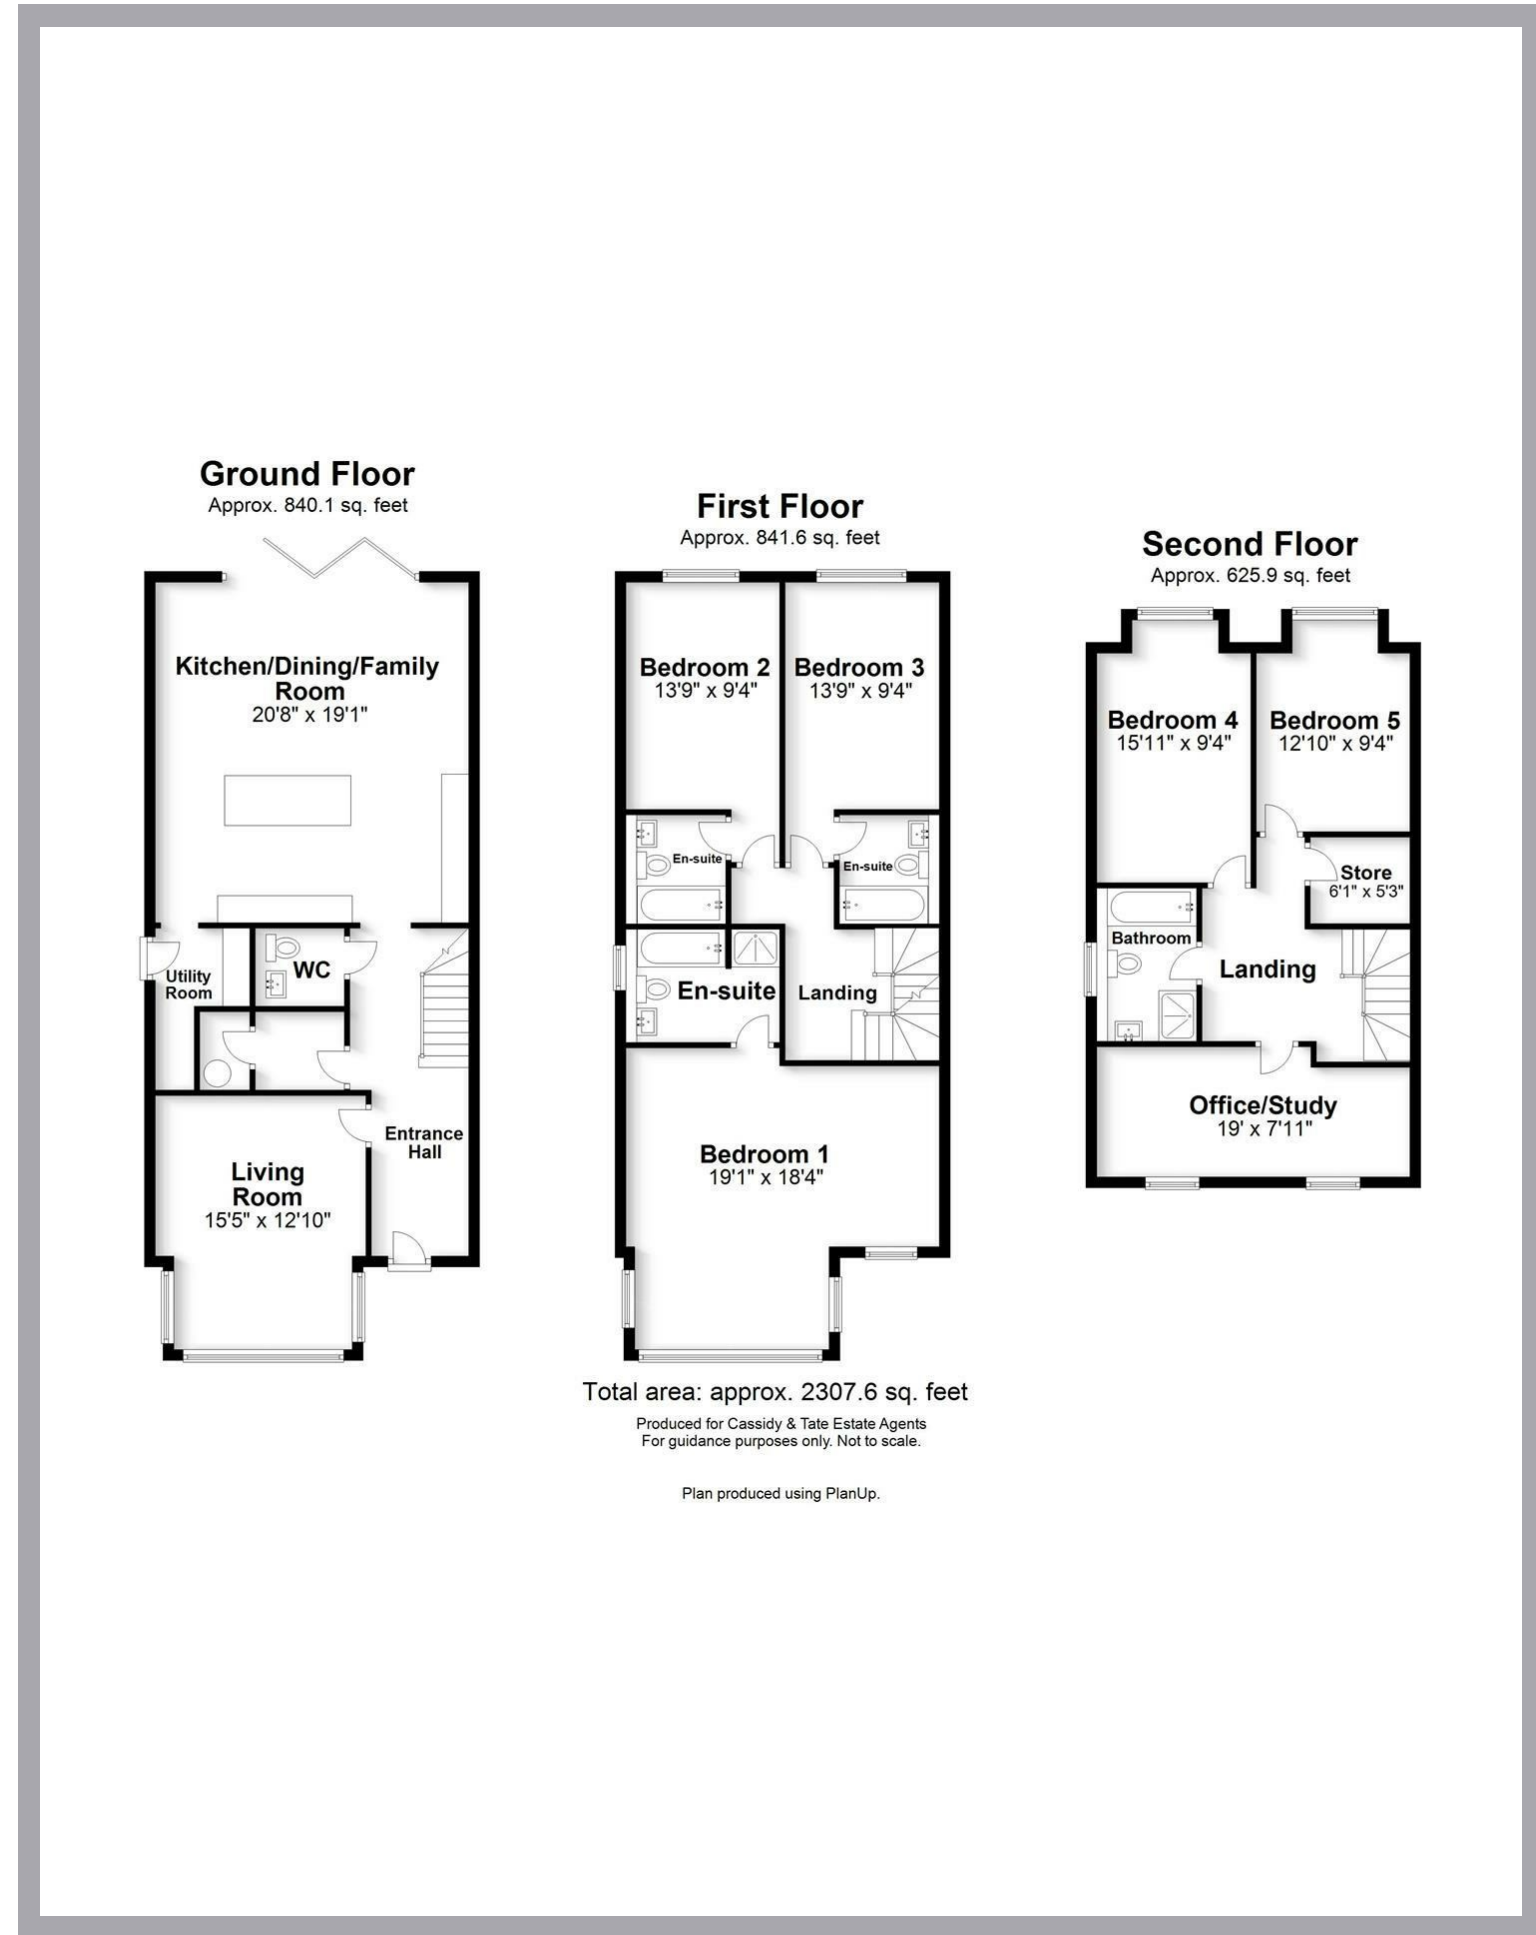 Ground Floor
Approx. 840.1 sq. feet
Kitchen/Dining/Family
Room
20'8" x 19'1"
Utility
Room
WC
Entrance
Hall
Living
Room
15'5" x 12'10"
First Floor
Approx. 841.6 sq. feet
Bedroom 2
13'9" x 9'4"
Bedroom 3
13'9" x 9'4"
En-suite
En-suite
En-suite
Landing
Bedroom 1
19'1" x 18'4"
Second Floor
Approx. 625.9 sq. feet
Bedroom 4
15'11" x 9'4"
Bedroom 5
12'10" x 9'4"
Store
6'1" x 5'3"
Bathroom
Landing
Office/Study
19' x 7'11"
Total area: approx. 2307.6 sq. feet
Produced for Cassidy & Tate Estate Agents
For guidance purposes only. Not to scale.
Plan produced using PlanUp.